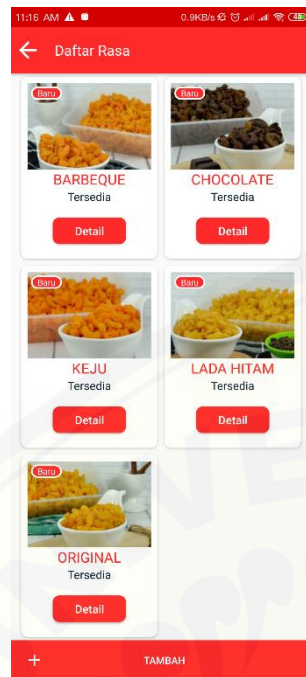 11:16 AM
0.9KB/s
Daftar Rasa
Baru
BARBEQUE
Tersedia
Detail
Baru
CHOCOLATE
Tersedia
Detail
Baru
KEJU
Tersedia
Detail
Baru
LADA HITAM
Tersedia
Detail
Baru
ORIGINAL
Tersedia
Detail
+ TAMBAH